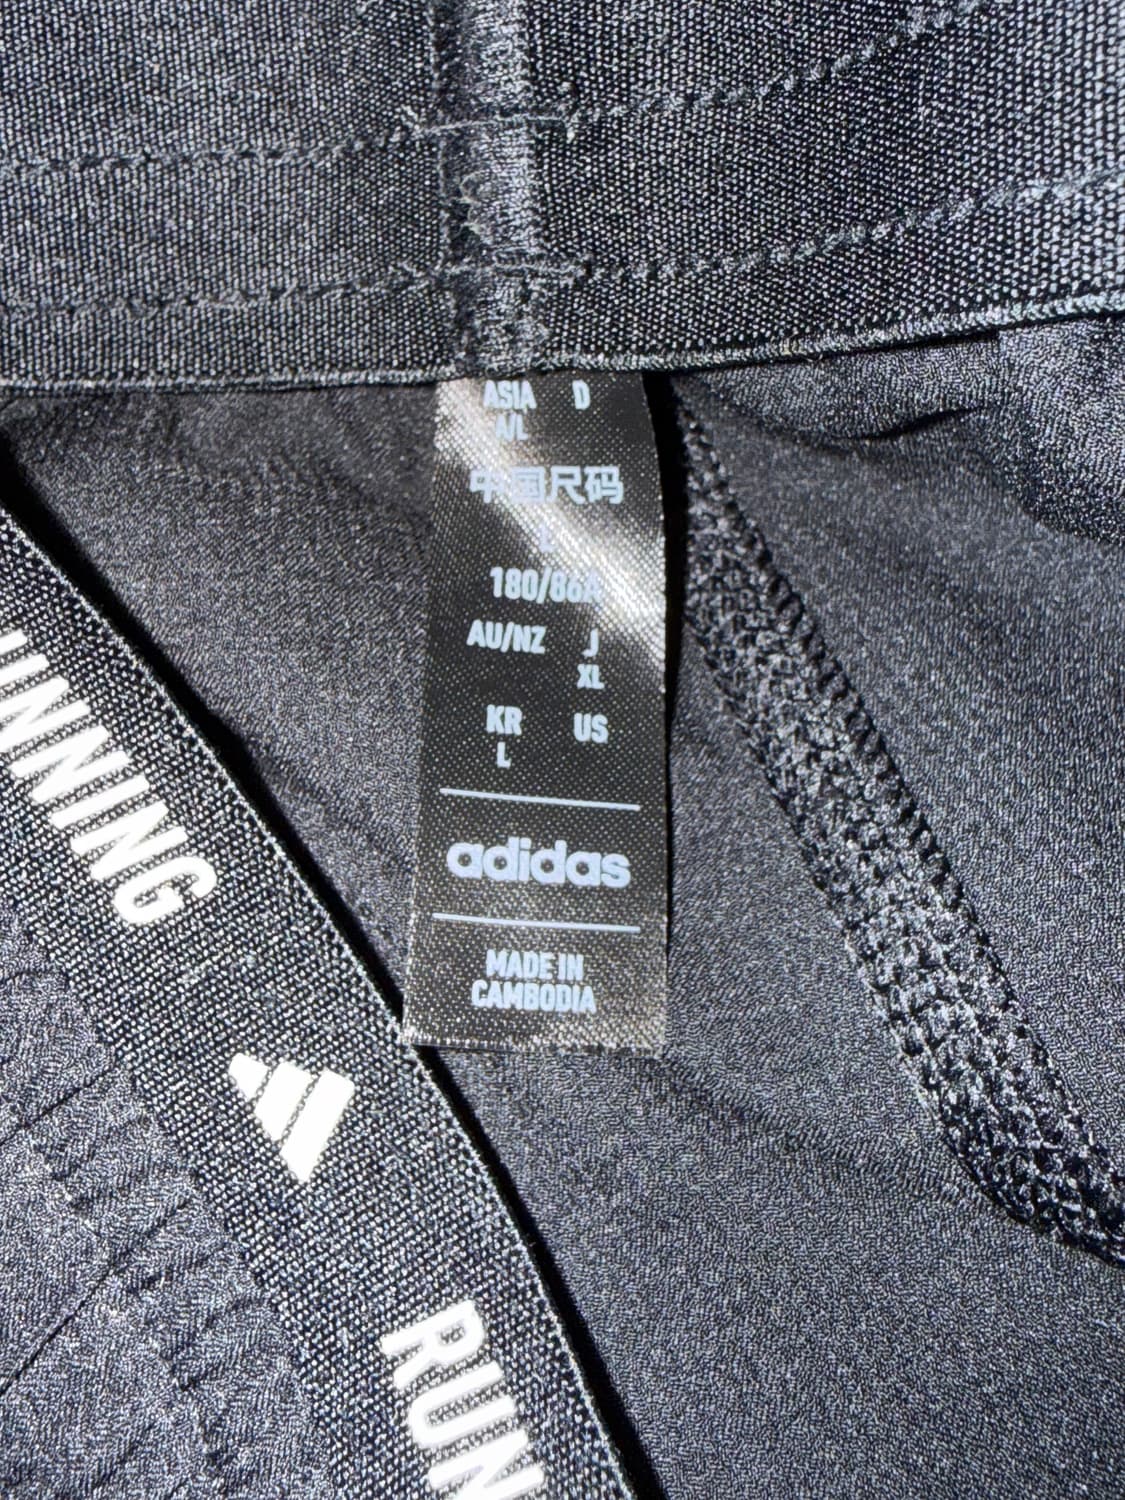 ASIA D
A/L
中国尺码
L
180/86A
AU/NZ J
XL
KR US
L
adidas
MADE IN
CAMBODIA
UNNING
RUN